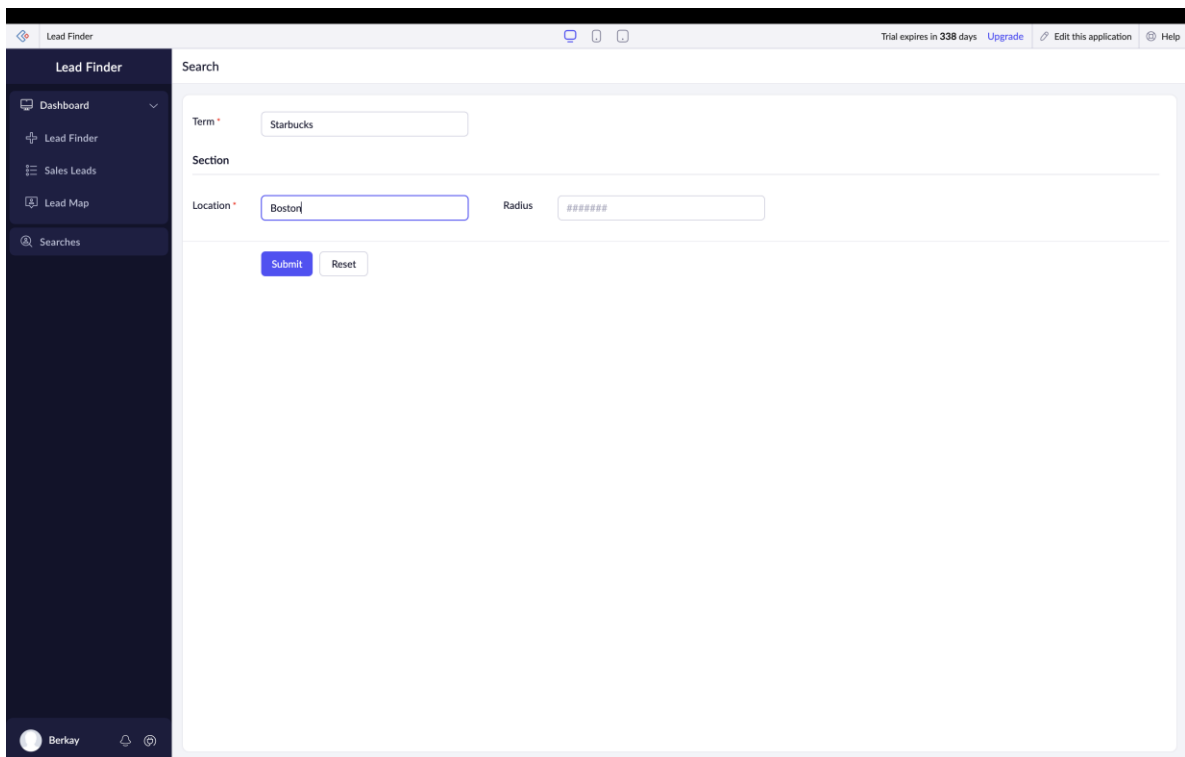 Lead Finder
Trial expires in 338 days Upgrade Edit this application Help
Lead Finder
Dashboard
Lead Finder
Sales Leads
Lead Map
Searches
Berkay
Search
Term * Starbucks
Section
Location * Boston Radius #######
Submit Reset